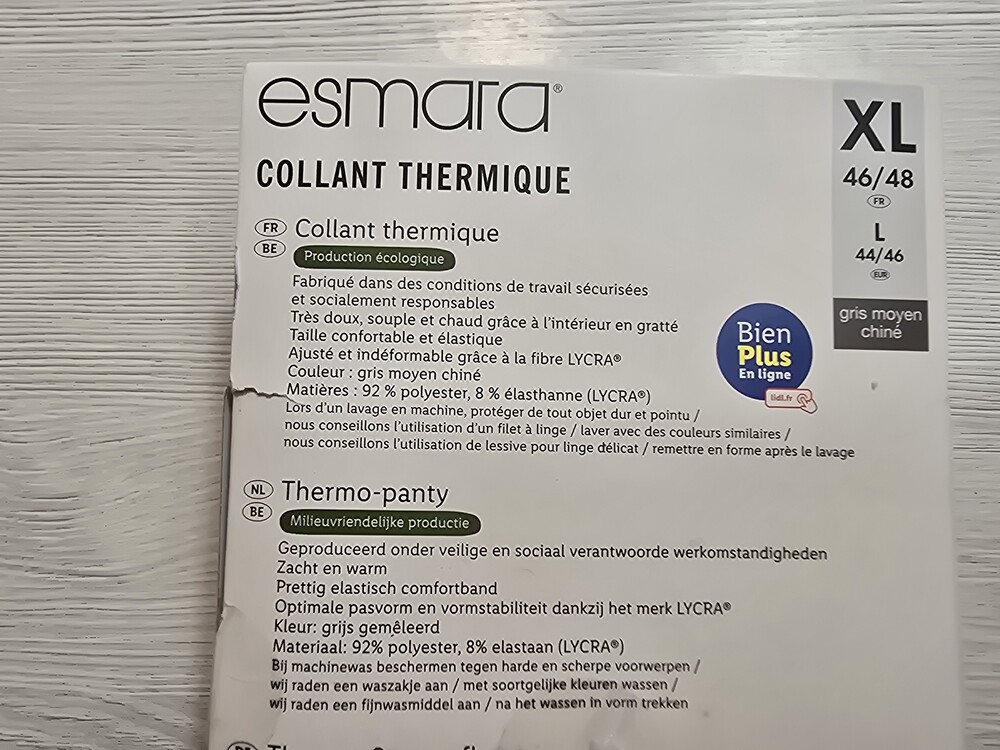 esmara®
COLLANT THERMIQUE
XL
46/48
FR
L
44/46
EUR
gris moyen
chiné
FR
BE
Collant thermique
Production écologique
Fabriqué dans des conditions de travail sécurisées
et socialement responsables
Très doux, souple et chaud grâce à l'intérieur en gratté
Taille confortable et élastique
Ajusté et indéformable grâce à la fibre LYCRA®
Couleur : gris moyen chiné
Matières : 92 % polyester, 8 % élasthanne (LYCRA®)
Lors d'un lavage en machine, protéger de tout objet dur et pointu /
nous conseillons l'utilisation d'un filet à linge / laver avec des couleurs similaires /
nous conseillons l'utilisation de lessive pour linge délicat / remettre en forme après le lavage
Bien
Plus
En ligne
lidl.fr
NL
BE
Thermo-panty
Milieuvriendelijke productie
Geproduceerd onder veilige en sociaal verantwoorde werkomstandigheden
Zacht en warm
Prettig elastisch comfortband
Optimale pasvorm en vormstabiliteit dankzij het merk LYCRA®
Kleur: grijs gemêleerd
Materiaal: 92% polyester, 8% elastaan (LYCRA®)
Bij machinewas beschermen tegen harde en scherpe voorwerpen /
wij raden een waszakje aan / met soortgelijke kleuren wassen /
wij raden een fijnwasmiddel aan / na het wassen in vorm trekken